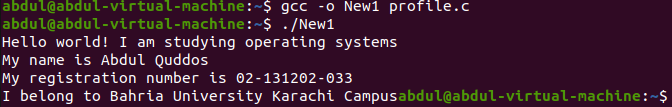 abdul@abdul-virtual-machine:~$ gcc -o New1 profile.c
abdul@abdul-virtual-machine:~$ ./New1
Hello world! I am studying operating systems
My name is Abdul Quddos
My registration number is 02-131202-033
I belong to Bahria University Karachi Campusabdul@abdul-virtual-machine:~$